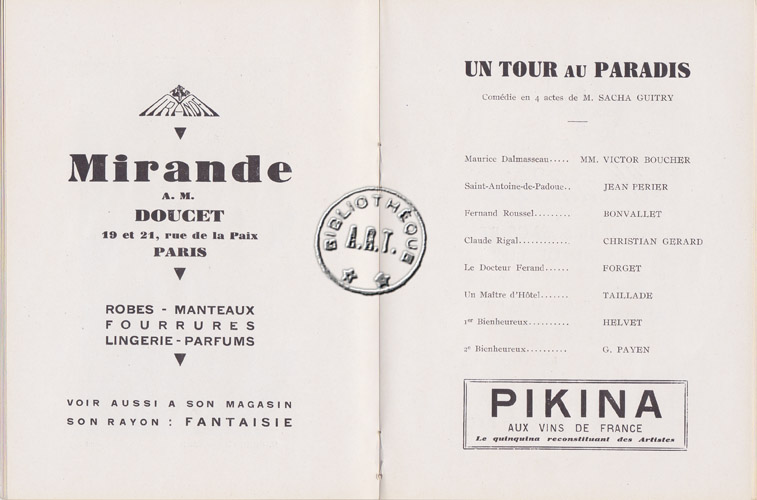 MIRANDE
Mirande
A. M.
DOUCET
19 et 21, rue de la Paix
PARIS
ROBES - MANTEAUX
FOURRURES
LINGERIE - PARFUMS
VOIR AUSSI A SON MAGASIN
SON RAYON : FANTAISIE
BIBLIOTHÈQUE
A.R.T.
UN TOUR AU PARADIS
Comédie en 4 actes de M. SACHA GUITRY
Maurice Dalmasseau..... MM. VICTOR BOUCHER
Saint-Antoine-de-Padoue.. JEAN PERIER
Fernand Roussel........ BONVALLET
Claude Rigal............ CHRISTIAN GERARD
Le Docteur Ferand...... FORGET
Un Maître d'Hôtel....... TAILLADE
1er Bienheureux.......... HELVET
2e Bienheureux.......... G. PAYEN
PIKINA
AUX VINS DE FRANCE
Le quinquina reconstituant des Artistes